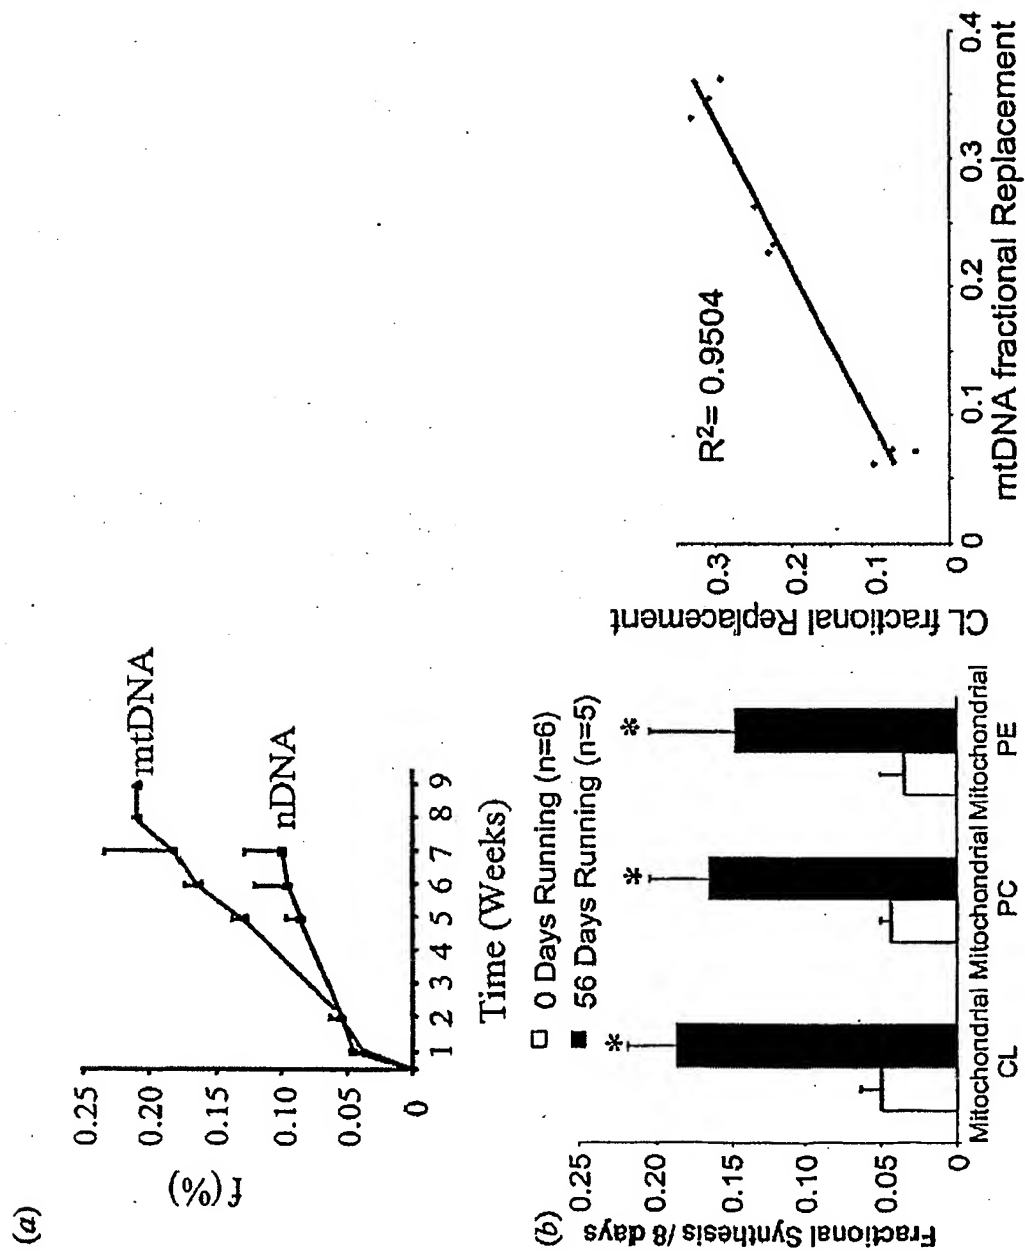 (a)
f (%)
0.25
0.20
0.15
0.10
0.05
0
1 2 3 4 5 6 7 8 9
Time (Weeks)
mtDNA
nDNA
(b)
Fractional Synthesis/8 days
0.25
0.20
0.15
0.10
0.05
0
□ 0 Days Running (n=6)
■ 56 Days Running (n=5)
*
*
*
Mitochondrial Mitochondrial Mitochondrial
CL PC PE
CL fractional Replacement
0.3
0.2
0.1
0
R²= 0.9504
0 0.1 0.2 0.3 0.4
mtDNA fractional Replacement